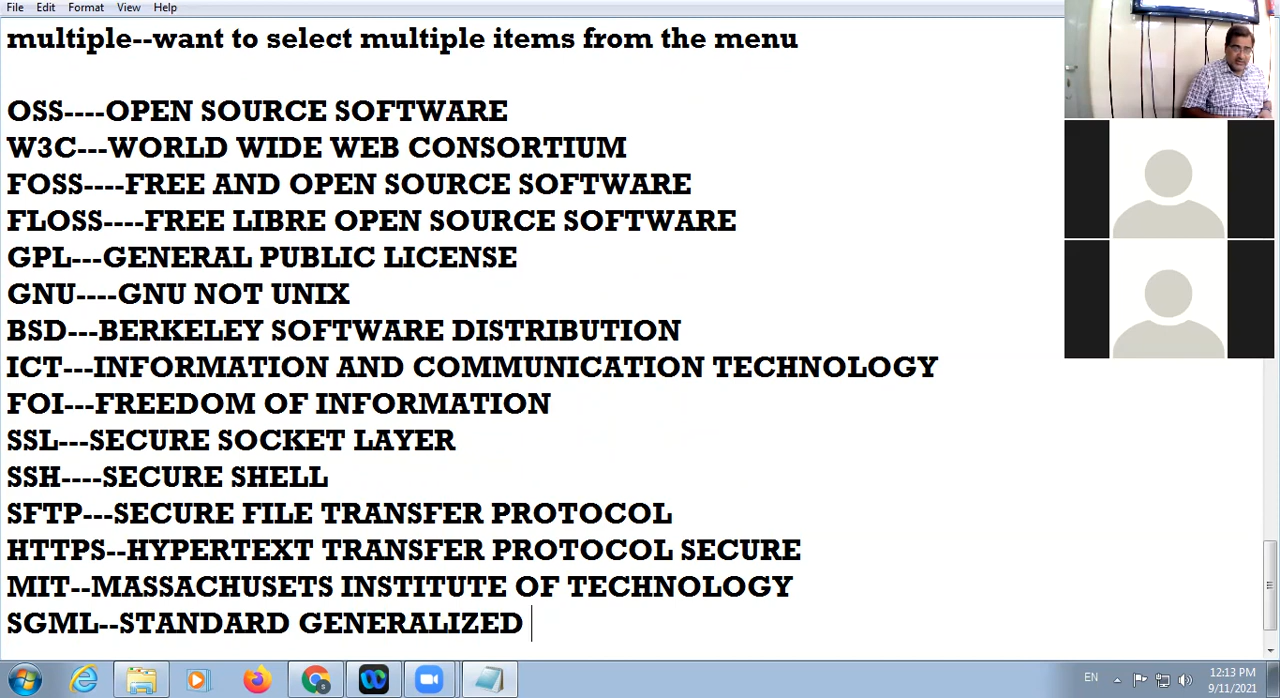 File Edit Format View Help
multiple--want to select multiple items from the menu
OSS----OPEN SOURCE SOFTWARE
W3C---WORLD WIDE WEB CONSORTIUM
FOSS----FREE AND OPEN SOURCE SOFTWARE
FLOSS----FREE LIBRE OPEN SOURCE SOFTWARE
GPL---GENERAL PUBLIC LICENSE
GNU----GNU NOT UNIX
BSD---BERKELEY SOFTWARE DISTRIBUTION
ICT---INFORMATION AND COMMUNICATION TECHNOLOGY
FOI---FREEDOM OF INFORMATION
SSL---SECURE SOCKET LAYER
SSH----SECURE SHELL
SFTP---SECURE FILE TRANSFER PROTOCOL
HTTPS--HYPERTEXT TRANSFER PROTOCOL SECURE
MIT--MASSACHUSETS INSTITUTE OF TECHNOLOGY
SGML--STANDARD GENERALIZED
EN
12:13 PM
9/11/2021